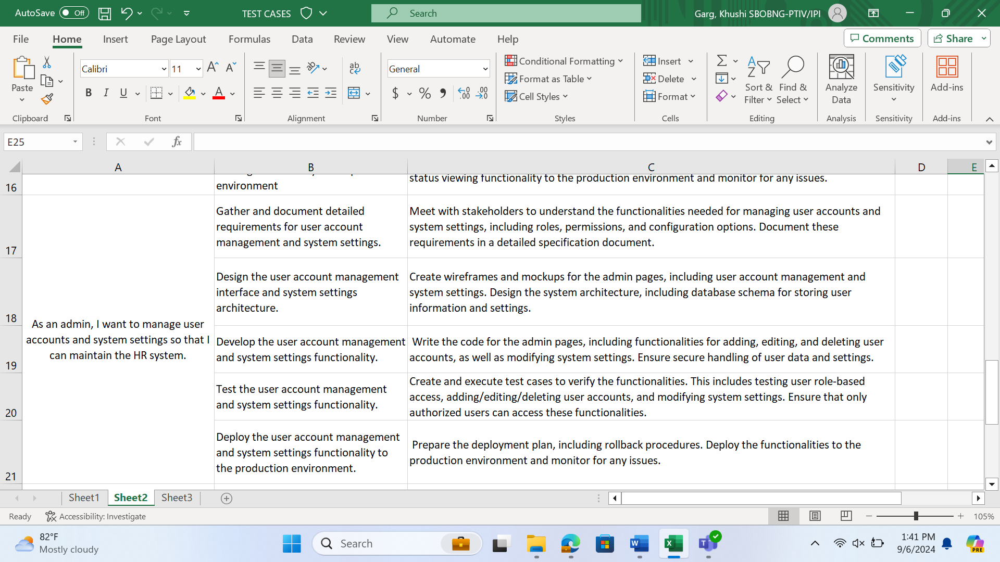 AutoSave Off TEST CASES Search Garg, Khushi SBOBNG-PTIV/IPI
File Home Insert Page Layout Formulas Data Review View Automate Help Comments Share
Paste
Calibri 11
B I U
General
$ %
Conditional Formatting
Format as Table
Cell Styles
Insert
Delete
Format
Sort &
Filter
Find &
Select
Analyze
Data
Sensitivity
Add-ins
Clipboard Font Alignment Number Styles Cells Editing Analysis Sensitivity Add-ins
E25 fx
A B C D E
16
environment
status viewing functionality to the production environment and monitor for any issues.
17
Gather and document detailed
requirements for user account
management and system settings.
Meet with stakeholders to understand the functionalities needed for managing user accounts and
system settings, including roles, permissions, and configuration options. Document these
requirements in a detailed specification document.
18
Design the user account management
interface and system settings
architecture.
Create wireframes and mockups for the admin pages, including user account management and
system settings. Design the system architecture, including database schema for storing user
information and settings.
As an admin, I want to manage user
accounts and system settings so that I
can maintain the HR system.
19
Develop the user account management
and system settings functionality.
Write the code for the admin pages, including functionalities for adding, editing, and deleting user
accounts, as well as modifying system settings. Ensure secure handling of user data and settings.
20
Test the user account management
and system settings functionality.
Create and execute test cases to verify the functionalities. This includes testing user role-based
access, adding/editing/deleting user accounts, and modifying system settings. Ensure that only
authorized users can access these functionalities.
21
Deploy the user account management
and system settings functionality to
the production environment.
Prepare the deployment plan, including rollback procedures. Deploy the functionalities to the
production environment and monitor for any issues.
Sheet1 Sheet2 Sheet3
Ready Accessibility: Investigate 105%
82°F
Mostly cloudy
Search
1:41 PM
9/6/2024
PRE